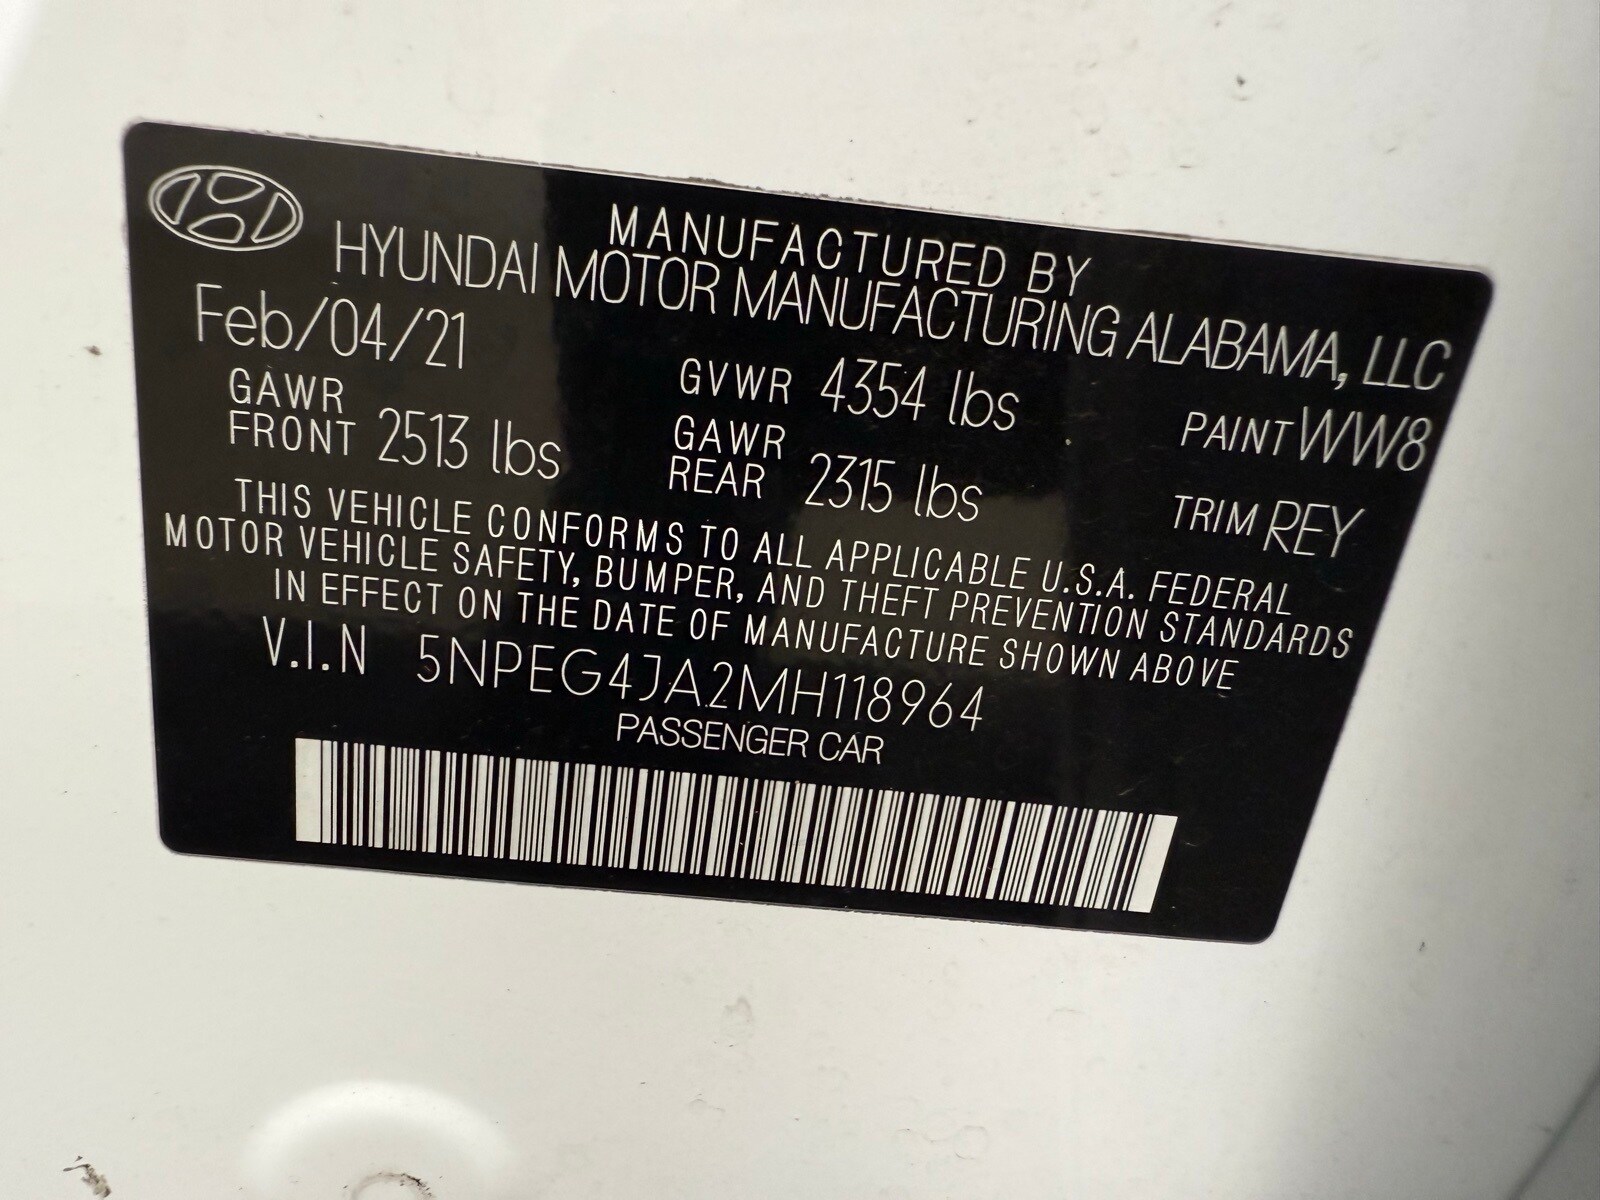 MANUFACTURED BY
HYUNDAI MOTOR MANUFACTURING ALABAMA, LLC
Feb/04/21 GVWR 4354 lbs PAINT WW8
GAWR FRONT 2513 lbs GAWR REAR 2315 lbs TRIM REY
THIS VEHICLE CONFORMS TO ALL APPLICABLE U.S.A. FEDERAL
MOTOR VEHICLE SAFETY, BUMPER, AND THEFT PREVENTION STANDARDS
IN EFFECT ON THE DATE OF MANUFACTURE SHOWN ABOVE
V.I.N 5NPEG4JA2MH118964
PASSENGER CAR